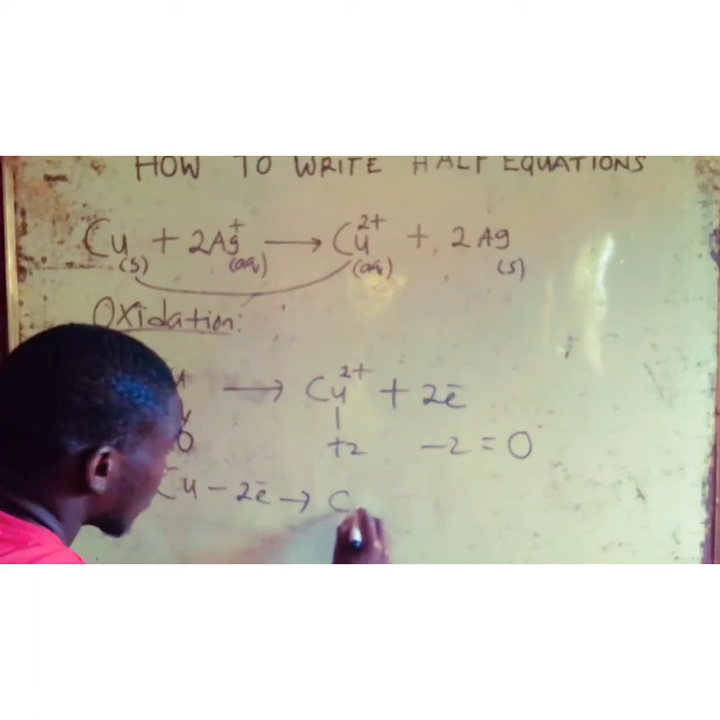 HOW TO WRITE HALF EQUATIONS
Cu(s) + 2Ag⁺(aq) → Cu²⁺(aq) + 2Ag(s)
Oxidation:
→ Cu²⁺ + 2ē
+2 -2 = 0
Cu - 2ē → C